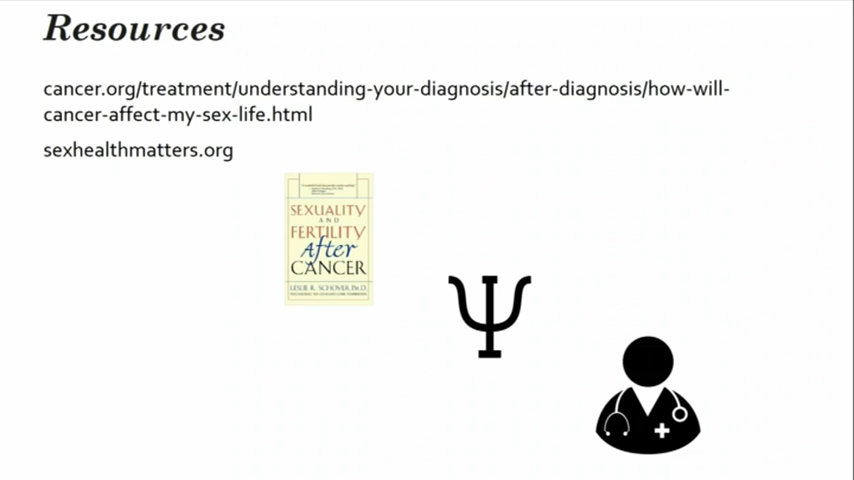 Resources
cancer.org/treatment/understanding-your-diagnosis/after-diagnosis/how-will-
cancer-affect-my-sex-life.html
sexhealthmatters.org
SEXUALITY
AND
FERTILITY
After
CANCER
LESLIE R. SCHOVER, Ph.D.